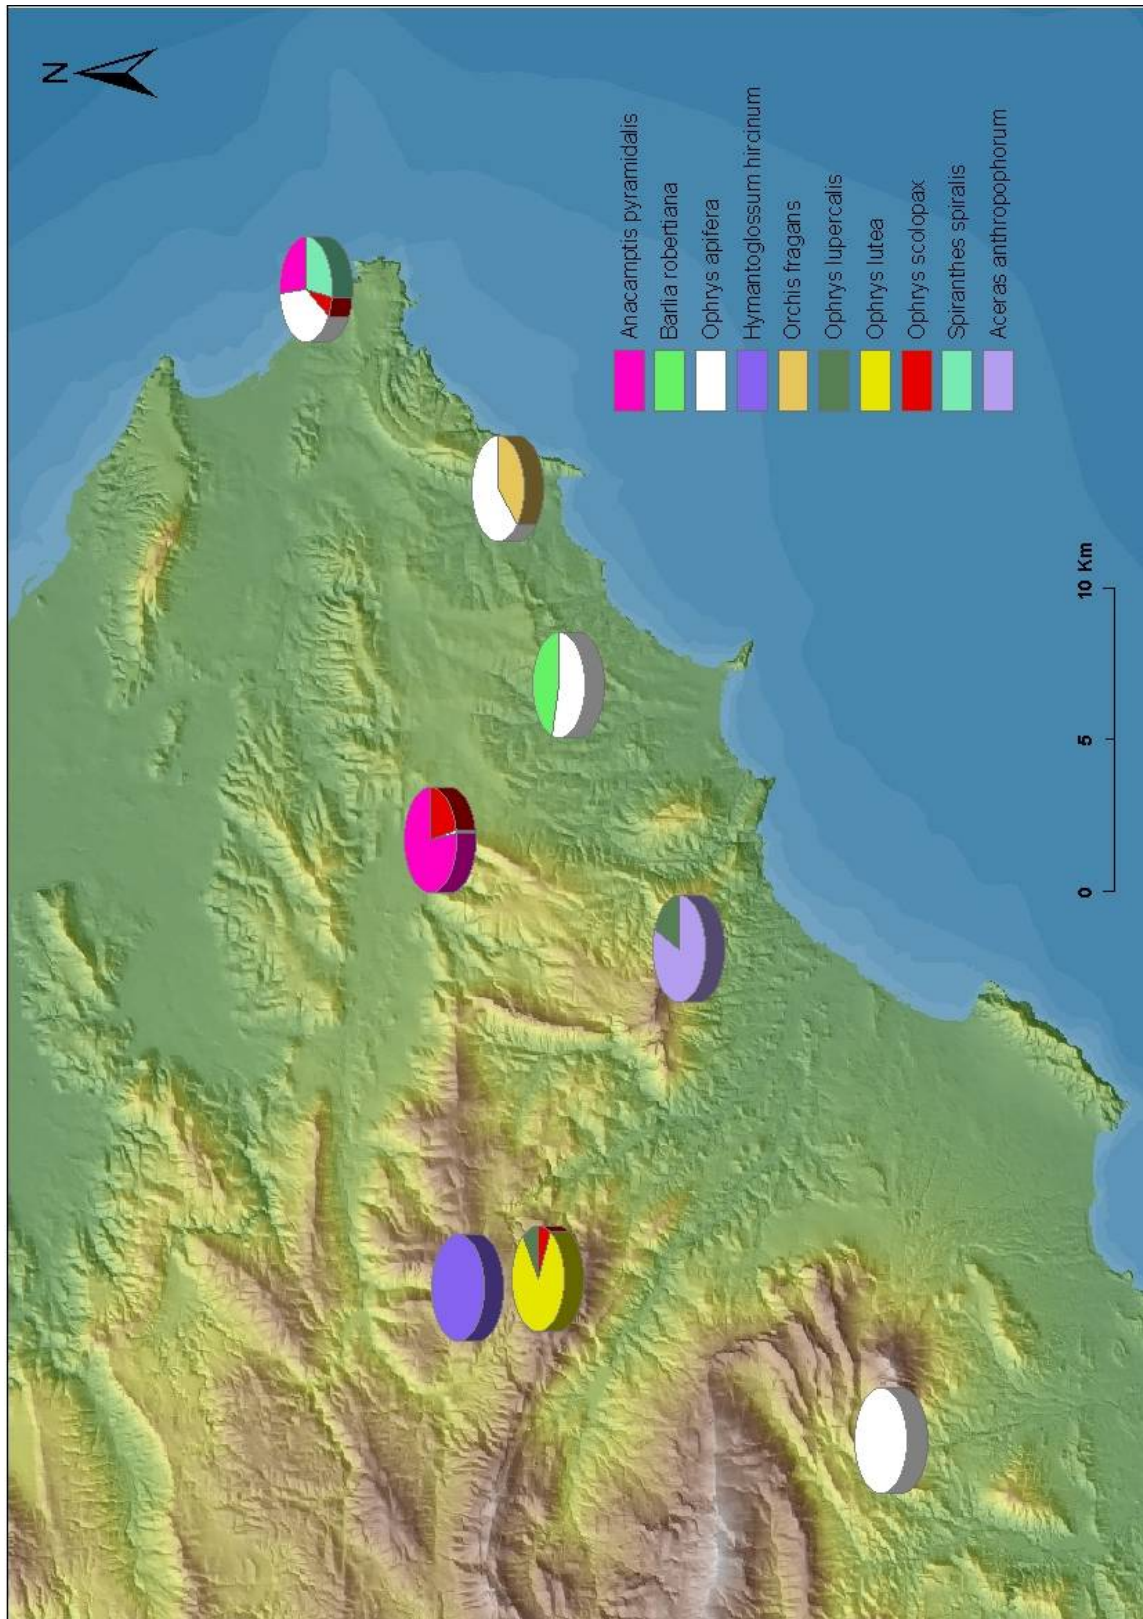 N
Anacamptis pyramidalis
Barlia robertiana
Ophrys apifera
Hymantoglossum hircinum
Orchis fragans
Ophrys lupercalis
Ophrys lutea
Ophrys scolopax
Spiranthes spiralis
Aceras anthropophorum
0 5 10 Km